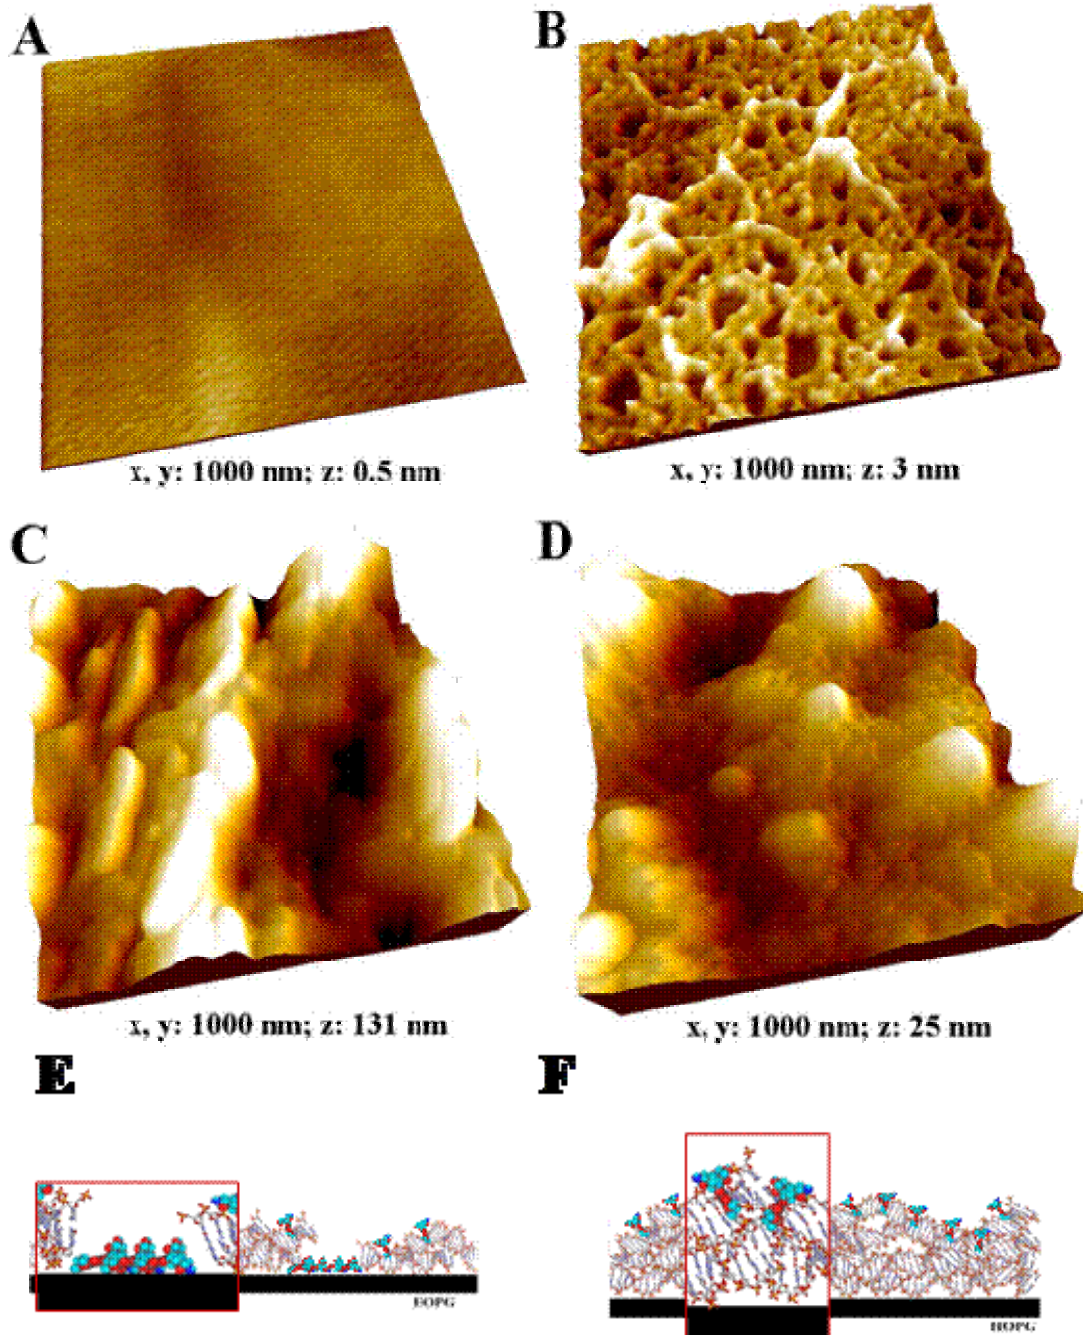 A
B
x, y: 1000 nm; z: 0.5 nm
x, y: 1000 nm; z: 3 nm
C
D
x, y: 1000 nm; z: 131 nm
x, y: 1000 nm; z: 25 nm
E
F
HOPG
HOPG